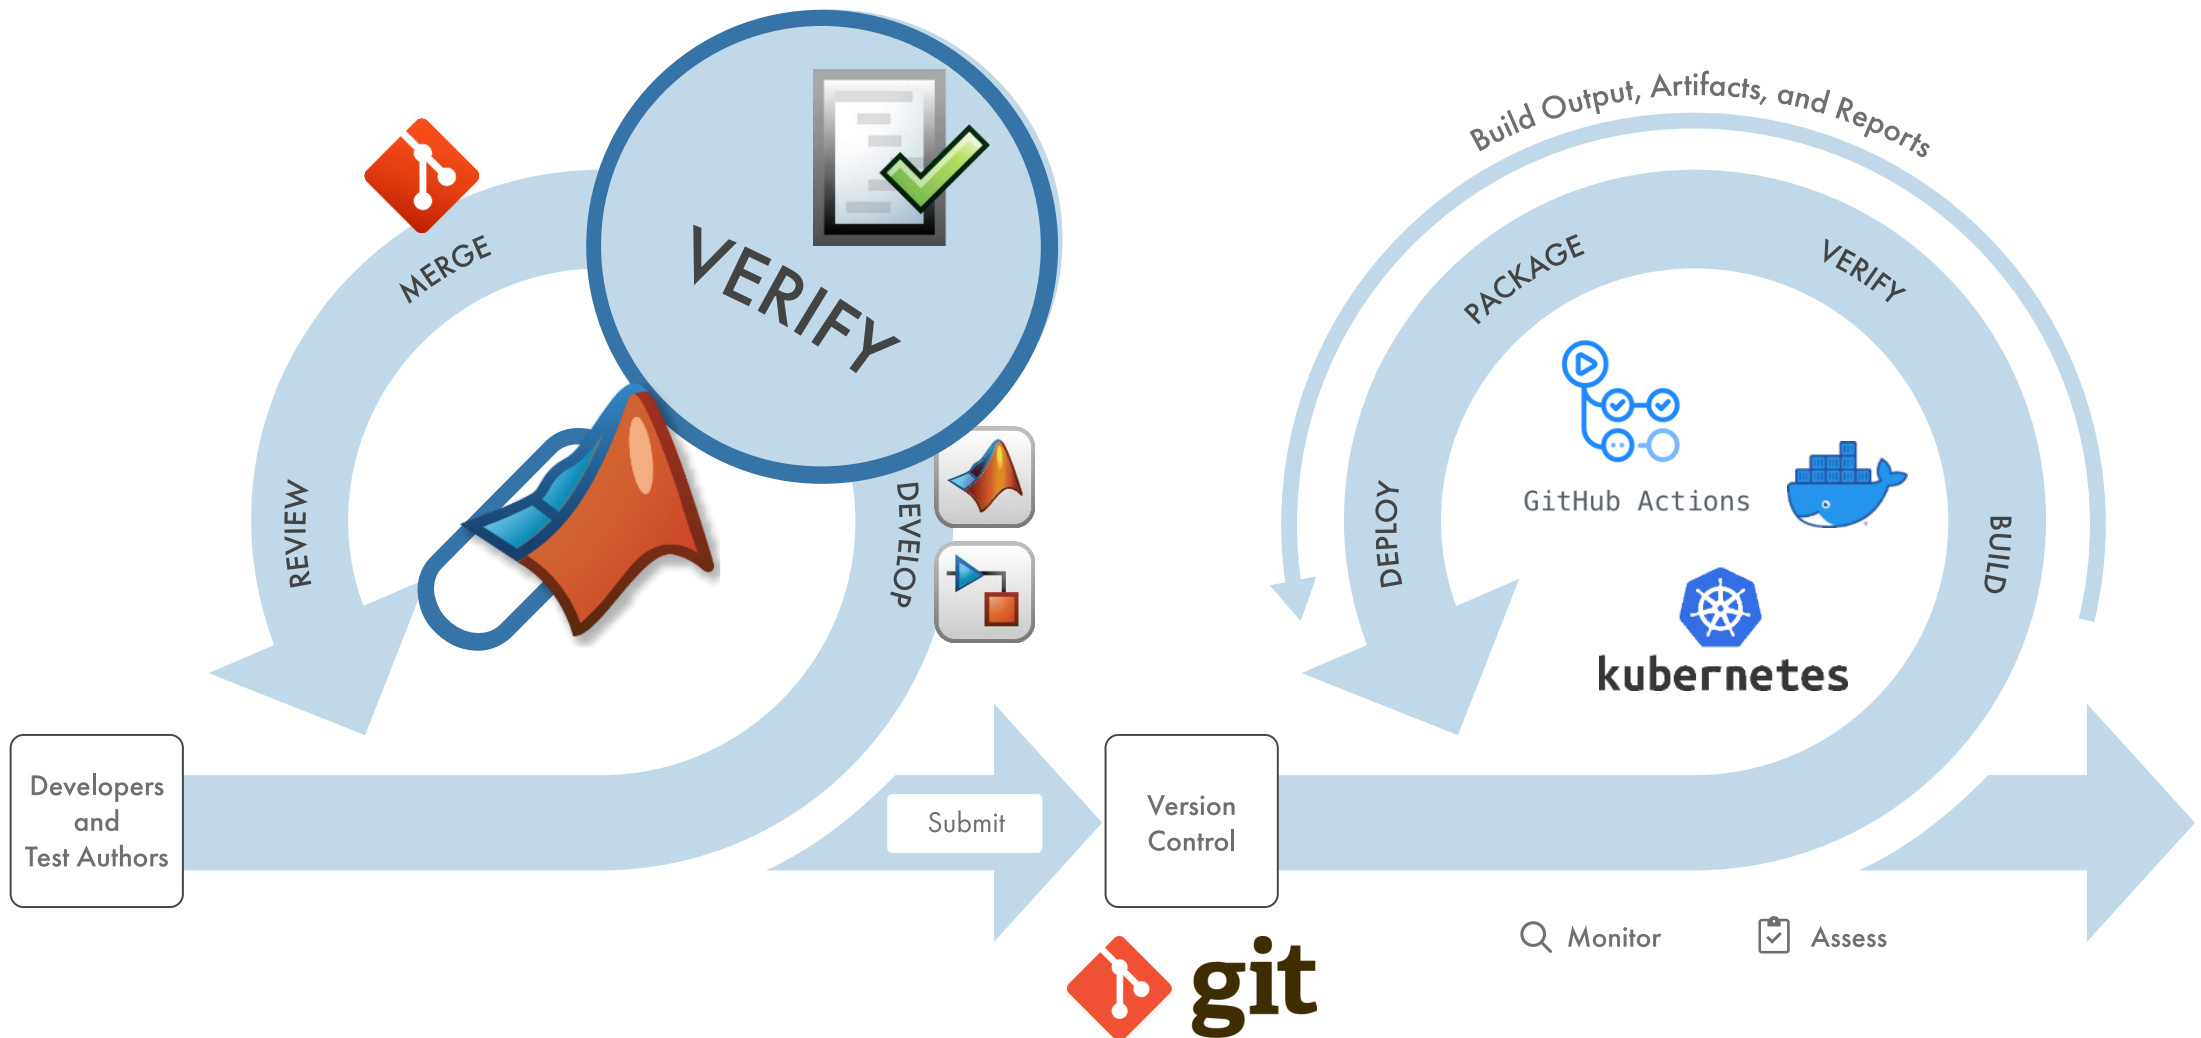 VERIFY
MERGE
REVIEW
DEVELOP
Developers
and
Test Authors
Submit
Version
Control
git
Build Output, Artifacts, and Reports
PACKAGE
VERIFY
DEPLOY
BUILD
GitHub Actions
kubernetes
Monitor
Assess